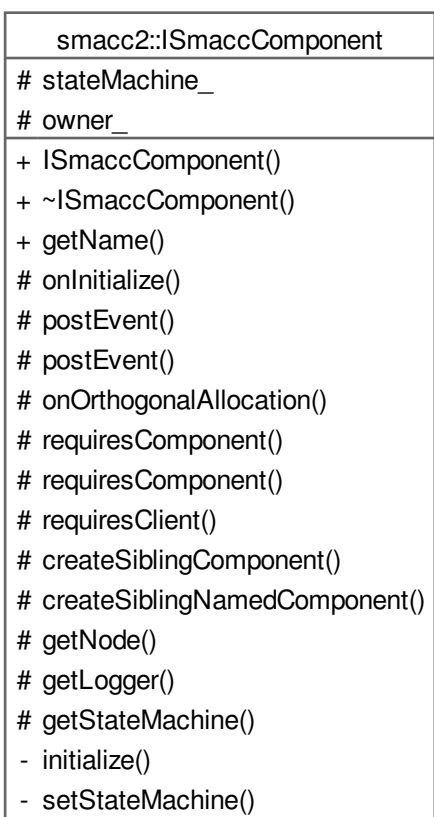 smacc2::ISmaccComponent
# stateMachine_
# owner_
+ ISmaccComponent()
+ ~ISmaccComponent()
+ getName()
# onInitialize()
# postEvent()
# postEvent()
# onOrthogonalAllocation()
# requiresComponent()
# requiresComponent()
# requiresClient()
# createSiblingComponent()
# createSiblingNamedComponent()
# getNode()
# getLogger()
# getStateMachine()
- initialize()
- setStateMachine()